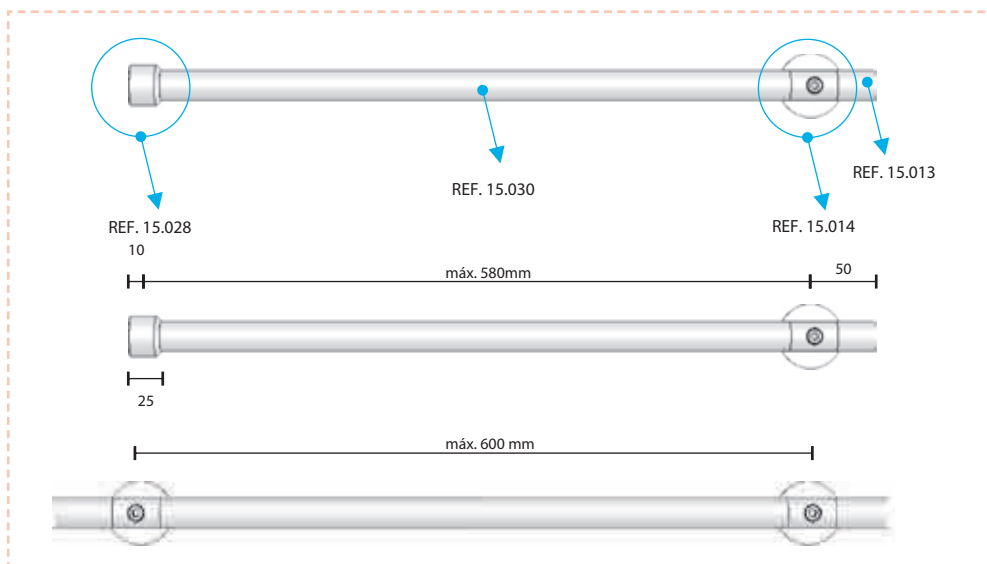 REF. 15.013
REF. 15.030
REF. 15.028
REF. 15.014
10
máx. 580mm
50
25
máx. 600 mm